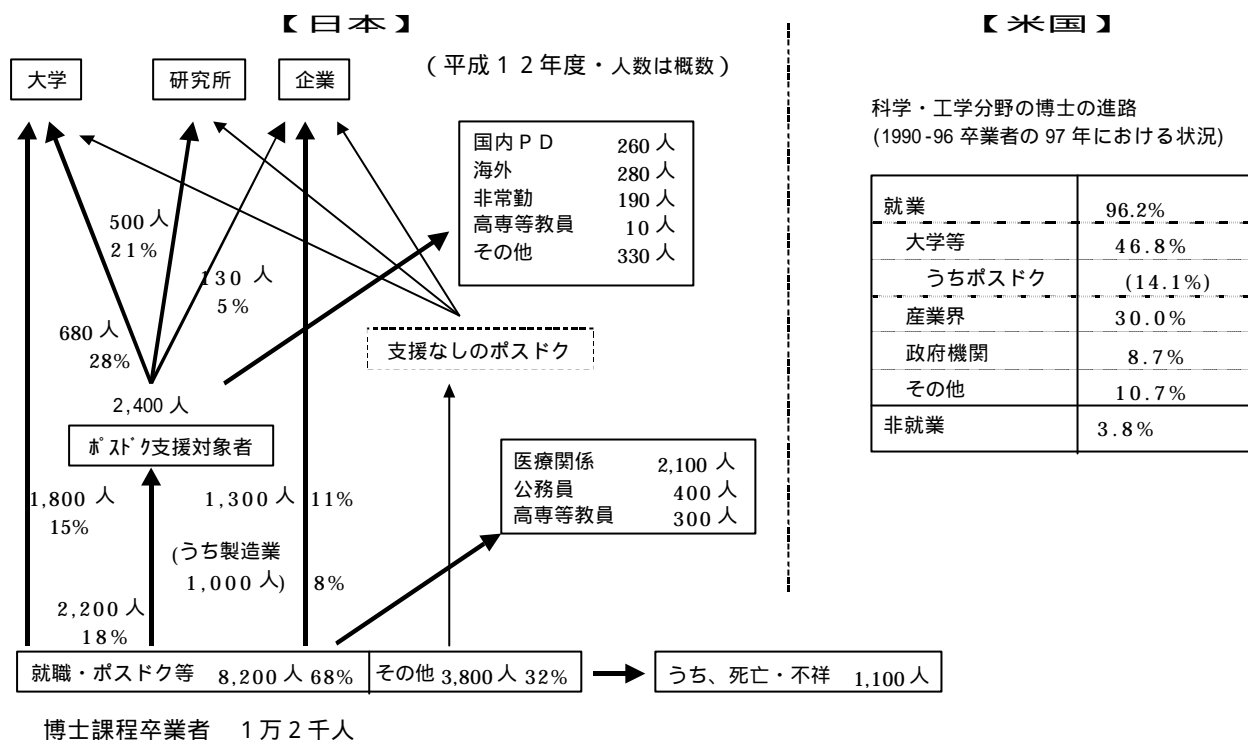 【日本】
(平成12年度・人数は概数)
大学
研究所
企業
国内PD 260人
海外 280人
非常勤 190人
高専等教員 10人
その他 330人
500人
21%
130人
5%
680人
28%
支援なしのポスドク
2,400人
ポスドク支援対象者
医療関係 2,100人
公務員 400人
高専等教員 300人
1,800人
15%
1,300人 11%
(うち製造業
1,000人) 8%
2,200人
18%
就職・ポスドク等 8,200人 68%
その他 3,800人 32%
うち、死亡・不祥 1,100人
博士課程卒業者 1万2千人
【米国】
科学・工学分野の博士の進路
(1990-96 卒業者の 97 年における状況)
就業 96.2%
大学等 46.8%
うちポスドク (14.1%)
産業界 30.0%
政府機関 8.7%
その他 10.7%
非就業 3.8%